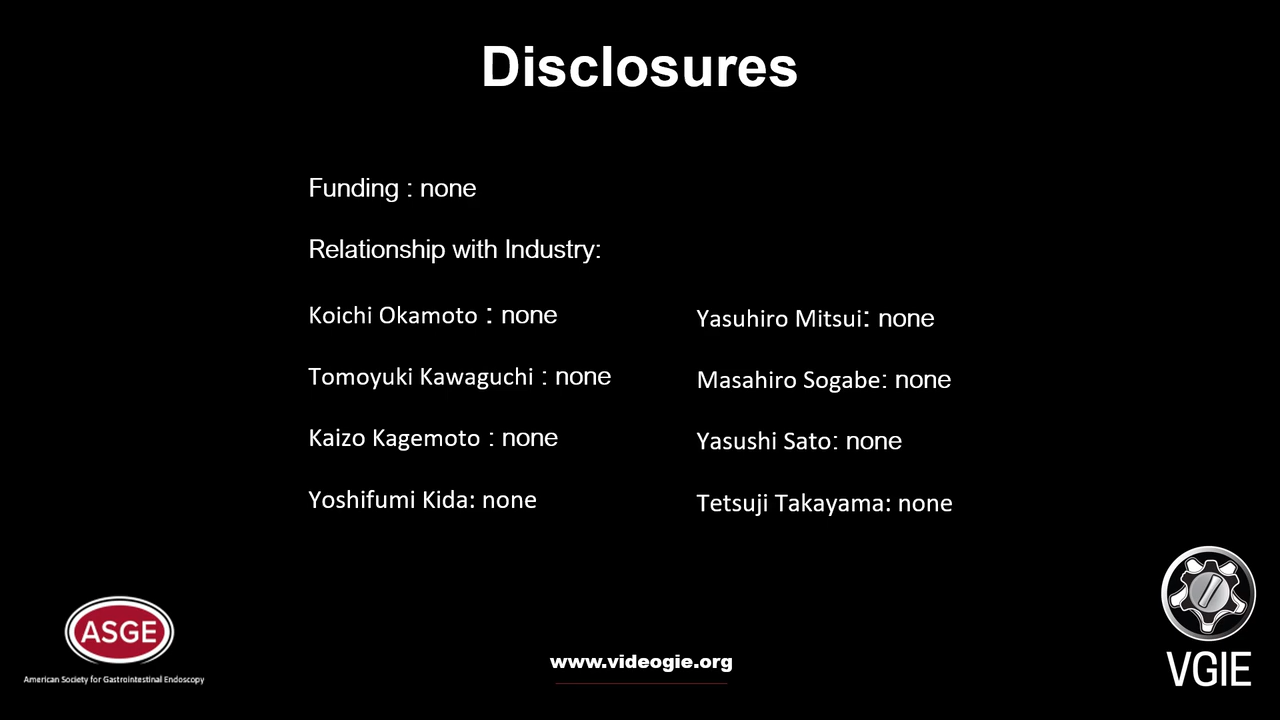 Disclosures
Funding : none
Relationship with Industry:
Koichi Okamoto : none
Tomoyuki Kawaguchi : none
Kaizo Kagemoto : none
Yoshifumi Kida: none
Yasuhiro Mitsui: none
Masahiro Sogabe: none
Yasushi Sato: none
Tetsuji Takayama: none
ASGE
American Society for Gastrointestinal Endoscopy
www.videogie.org
VGIE